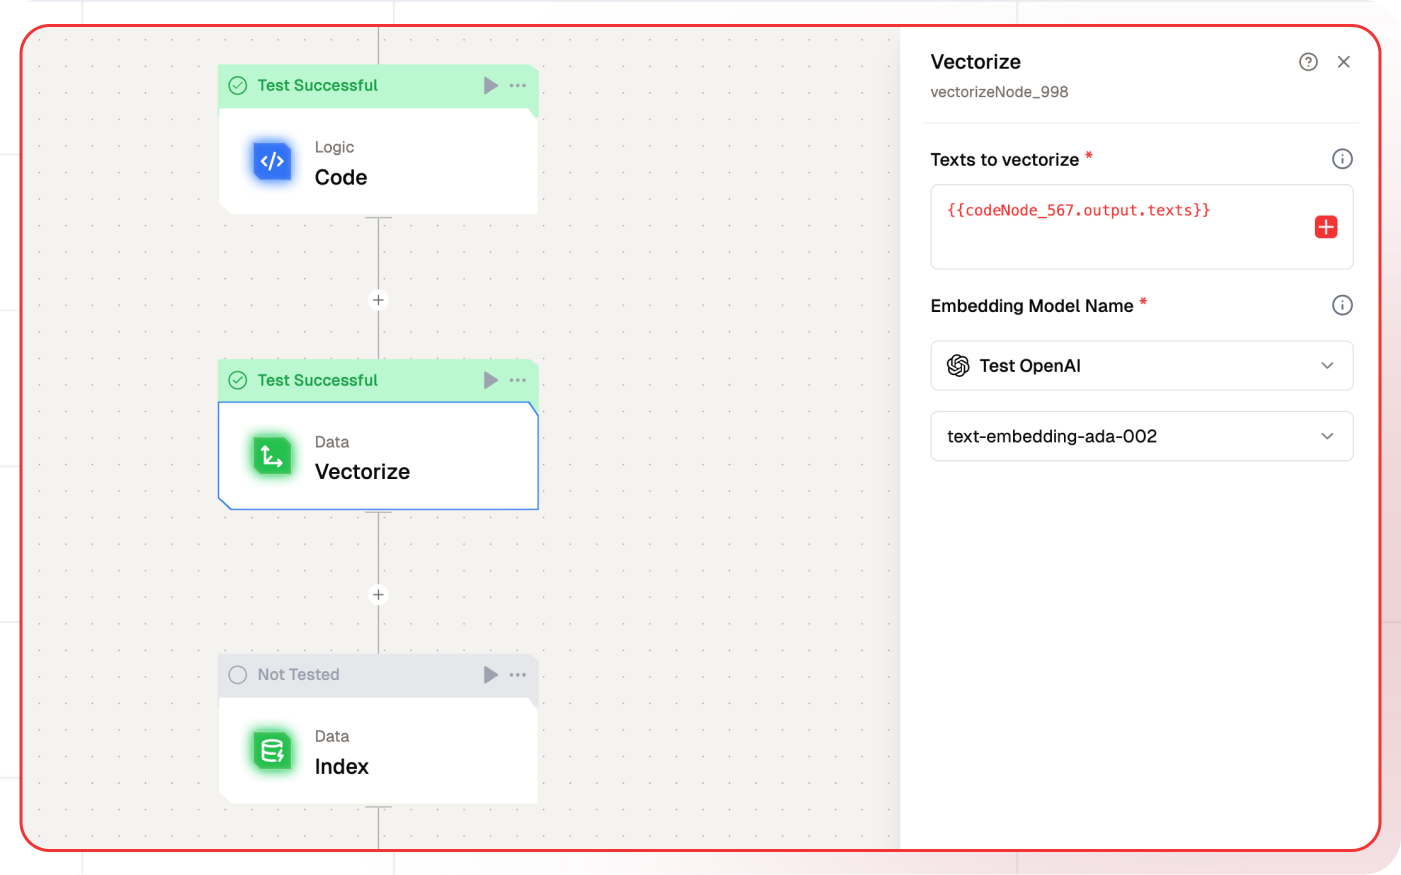 Test Successful
Logic
Code
Test Successful
Data
Vectorize
Not Tested
Data
Index
Vectorize
vectorizeNode_998
Texts to vectorize *
{{codeNode_567.output.texts}}
Embedding Model Name *
Test OpenAI
text-embedding-ada-002